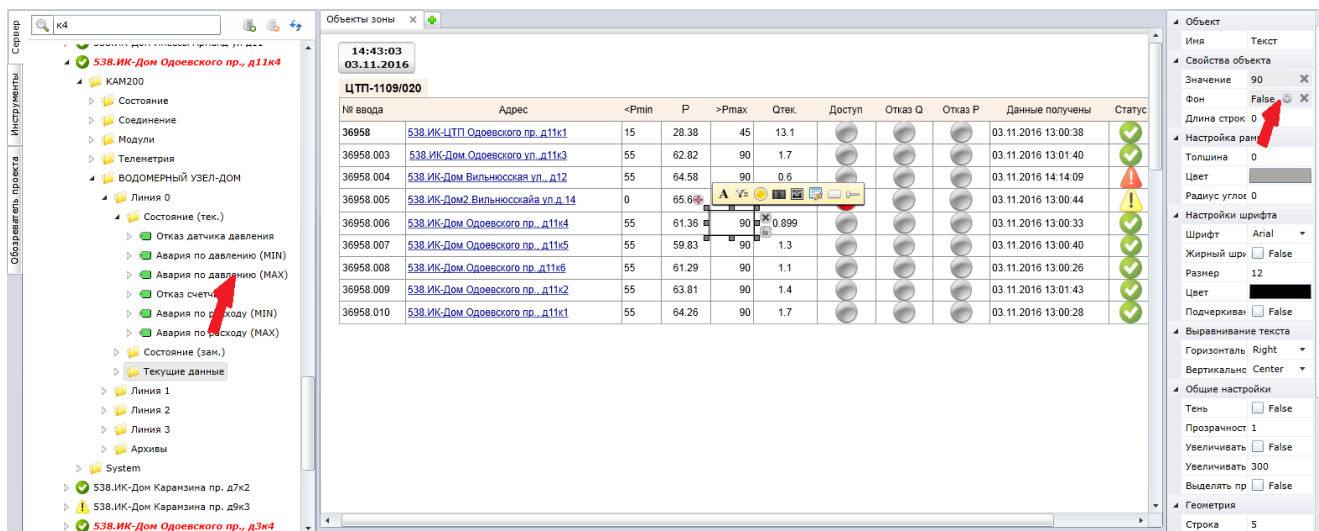 Сервер
Инструменты
Обозреватель проекта
к4
538.ИК-Дом Одоевского пр., д11к4
КАМ200
Состояние
Соединение
Модули
Телеметрия
ВОДОМЕРНЫЙ УЗЕЛ-ДОМ
Линия 0
Состояние (тек.)
Отказ датчика давления
Авария по давлению (MIN)
Авария по давлению (MAX)
Отказ счетч
Авария по расходу (MIN)
Авария по расходу (MAX)
Состояние (зам.)
Текущие данные
Линия 1
Линия 2
Линия 3
Архивы
System
538.ИК-Дом Карамзина пр. д7к2
538.ИК-Дом Карамзина пр. д9к3
538.ИК-Дом Одоевского пр., д3к4
Объекты зоны
14:43:03
03.11.2016
ЦТП-1109/020
№ ввода Адрес <Pmin P >Pmax Qтек. Доступ Отказ Q Отказ P Данные получены Статус
36958 538.ИК-ЦТП Одоевского пр. д11к1 15 28.38 45 13.1 03.11.2016 13:00:38
36958.003 538.ИК-Дом.Одоевского ул.,д11к3 55 62.82 90 1.7 03.11.2016 13:01:40
36958.004 538.ИК-Дом Вильнюсская ул., д12 55 64.58 90 0.6 03.11.2016 14:14:09
36958.005 538.ИК-Дом2.Вильнюсскайа ул.д.14 0 65.6 03.11.2016 13:00:44
36958.006 538.ИК-Дом Одоевского пр., д11к4 55 61.36 90 0.899 03.11.2016 13:00:33
36958.007 538.ИК-Дом Одоевского пр., д11к5 55 59.83 90 1.3 03.11.2016 13:00:40
36958.008 538.ИК-Дом.Одоевского пр.,д11к6 55 61.29 90 1.1 03.11.2016 13:00:26
36958.009 538.ИК-Дом Одоевского пр., д11к2 55 63.81 90 1.4 03.11.2016 13:01:43
36958.010 538.ИК-Дом Одоевского пр., д11к1 55 64.26 90 1.7 03.11.2016 13:00:28
Объект
Имя Текст
Свойства объекта
Значение 90
Фон False
Длина строк 0
Настройка рам
Толщина 0
Цвет
Радиус углов 0
Настройки шрифта
Шрифт Arial
Жирный шри False
Размер 12
Цвет
Подчеркиван False
Выравнивание текста
Горизонталь Right
Вертикально Center
Общие настройки
Тень False
Прозрачност 1
Увеличивать False
Увеличивать 300
Выделять пр False
Геометрия
Строка 5